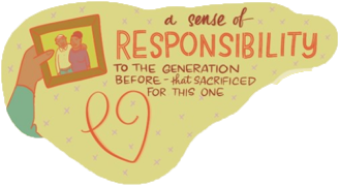 a sense of
RESPONSIBILITY
TO THE GENERATION
BEFORE - that SACRIFICED
FOR THIS ONE